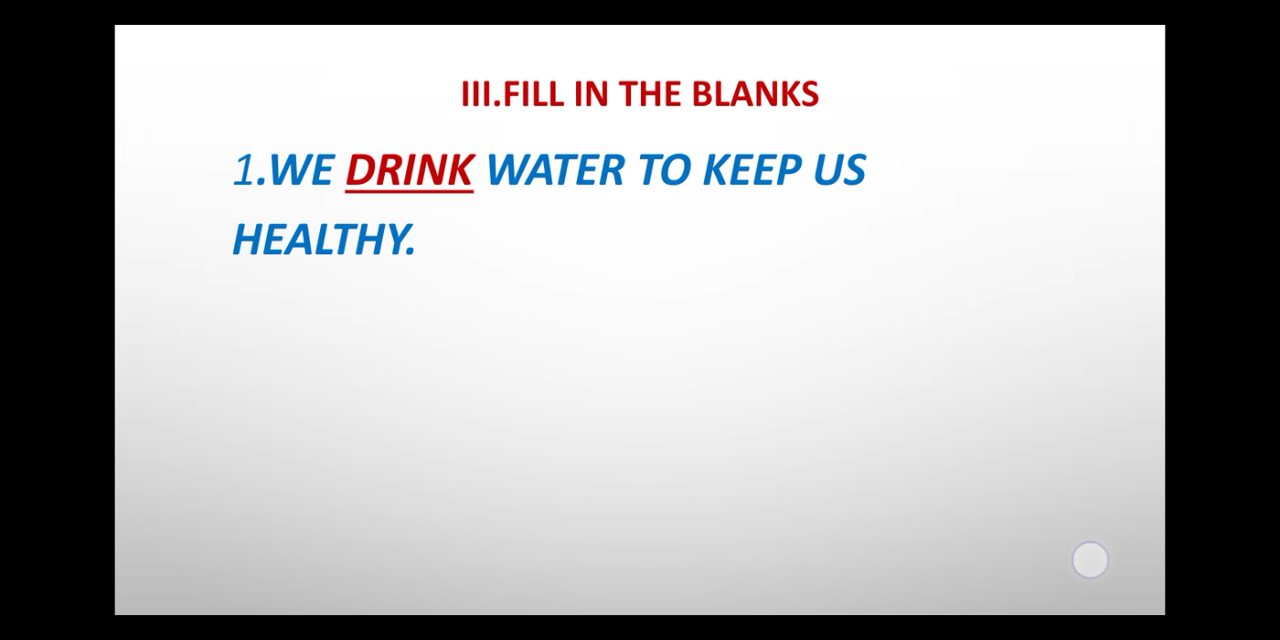 III.FILL IN THE BLANKS
1.WE DRINK WATER TO KEEP US
HEALTHY.